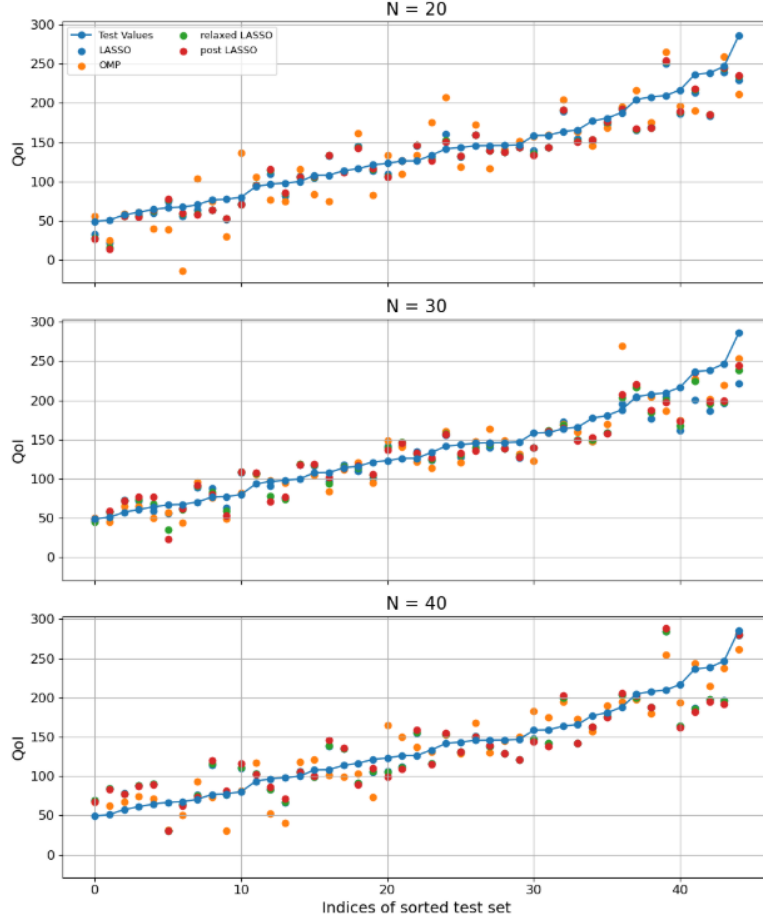 N = 20
300
250
200
150
100
50
0
QoI
Test Values
LASSO
OMP
relaxed LASSO
post LASSO
N = 30
300
250
200
150
100
50
0
QoI
N = 40
300
250
200
150
100
50
0
QoI
0 10 20 30 40
Indices of sorted test set